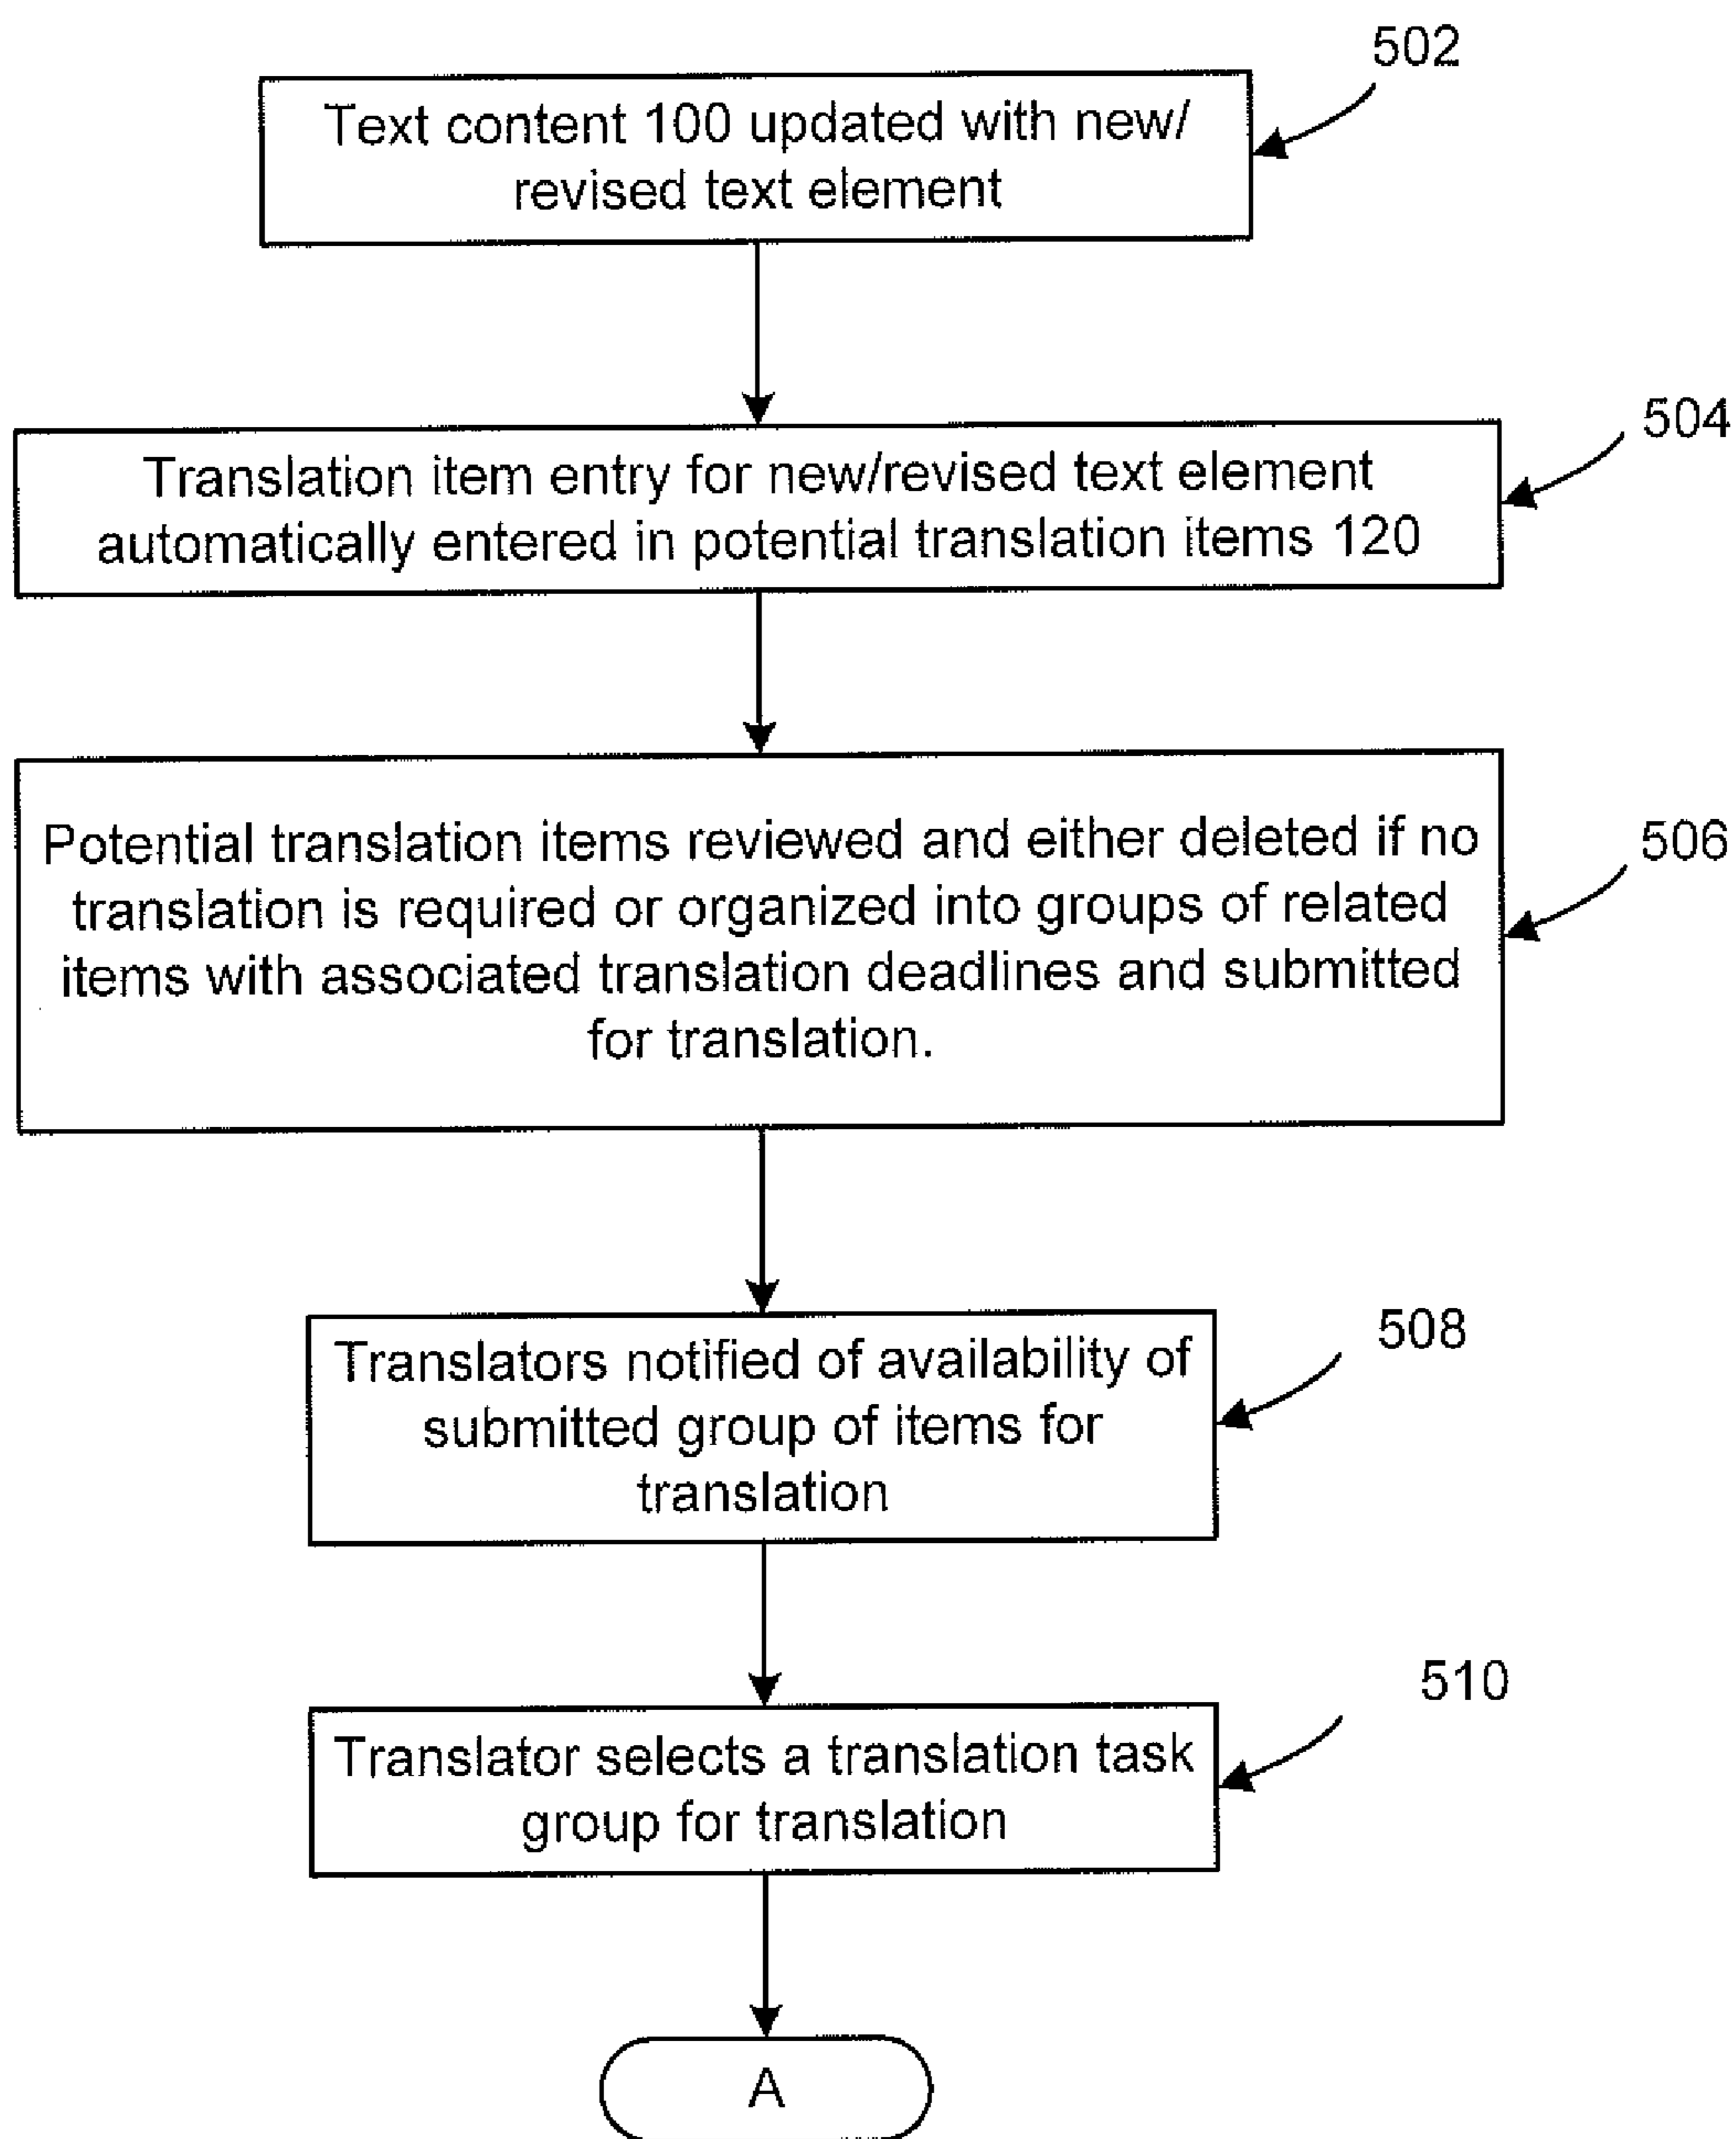 502
Text content 100 updated with new/
revised text element
504
Translation item entry for new/revised text element
automatically entered in potential translation items 120
506
Potential translation items reviewed and either deleted if no
translation is required or organized into groups of related
items with associated translation deadlines and submitted
for translation.
508
Translators notified of availability of
submitted group of items for
translation
510
Translator selects a translation task
group for translation
A